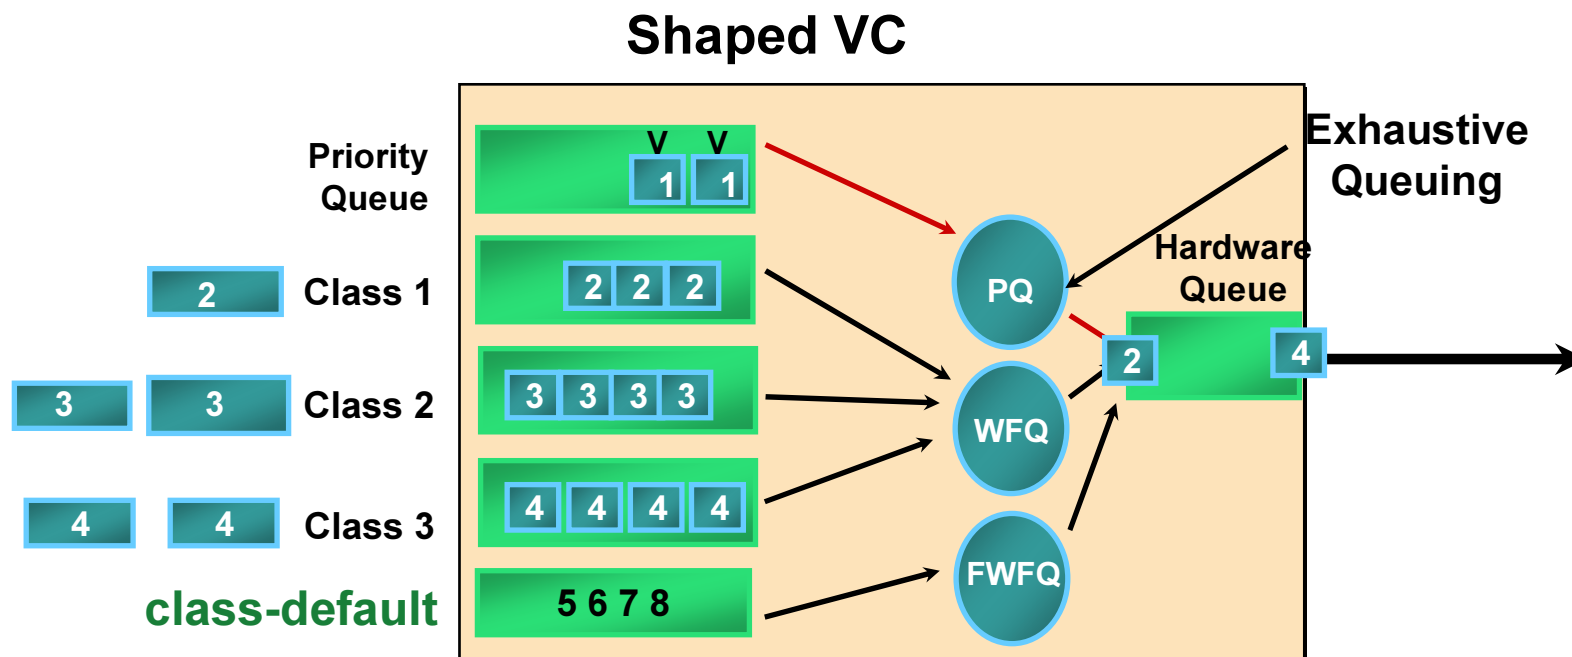 Shaped VC
Priority
Queue
V V
1 1
Exhaustive
Queuing
2
Class 1
2 2 2
PQ
Hardware
Queue
2
4
3 3
Class 2
3 3 3 3
WFQ
4 4
Class 3
4 4 4 4
class-default
5 6 7 8
FWFQ